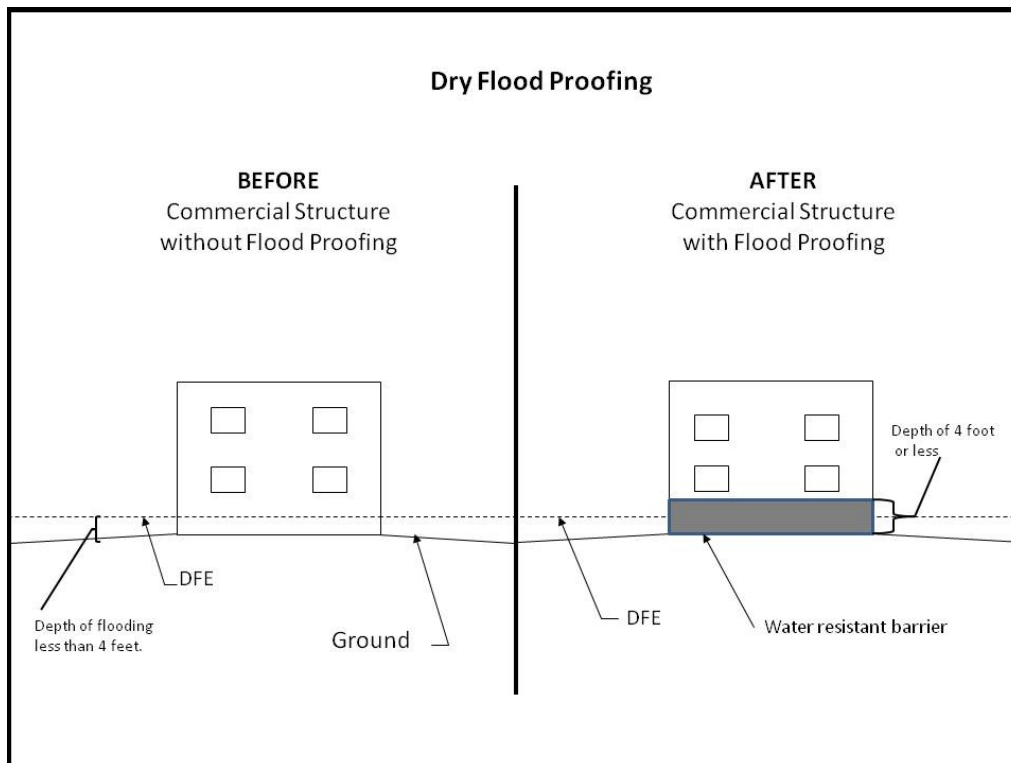 Dry Flood Proofing
BEFORE
Commercial Structure
without Flood Proofing
DFE
Depth of flooding
less than 4 feet.
Ground
AFTER
Commercial Structure
with Flood Proofing
Depth of 4 foot
or less
DFE
Water resistant barrier